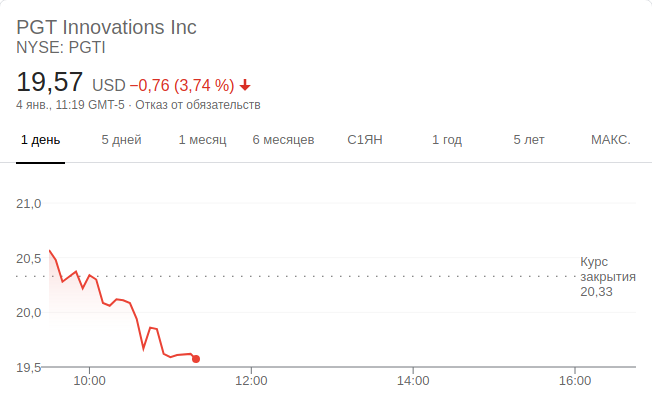 PGT Innovations Inc
NYSE: PGTI
19,57 USD −0,76 (3,74 %)
4 янв., 11:19 GMT-5 · Отказ от обязательств
1 день 5 дней 1 месяц 6 месяцев С1ЯН 1 год 5 лет МАКС.
21,0
20,5
Курс
закрытия
20,33
20,0
19,5
10:00 12:00 14:00 16:00